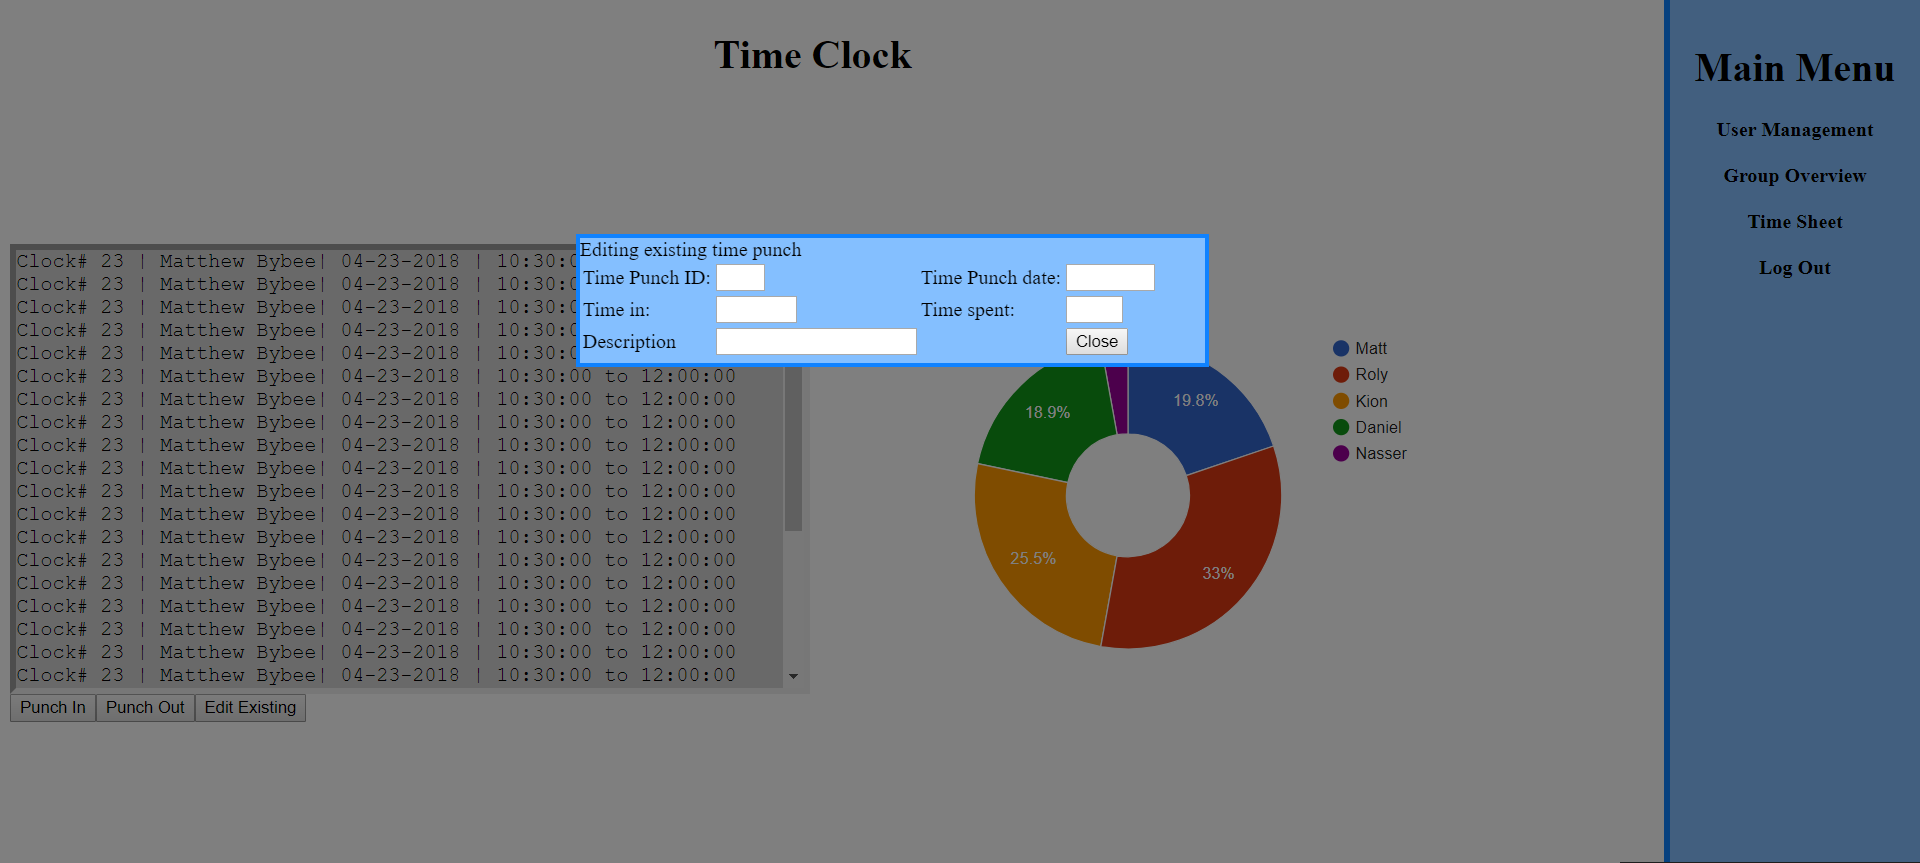 Time Clock
Main Menu
User Management
Group Overview
Time Sheet
Log Out
Editing existing time punch
Time Punch ID: Time Punch date:
Time in: Time spent:
Description Close
Clock# 23 | Matthew Bybee| 04-23-2018 | 10:30:0
Clock# 23 | Matthew Bybee| 04-23-2018 | 10:30:0
Clock# 23 | Matthew Bybee| 04-23-2018 | 10:30:0
Clock# 23 | Matthew Bybee| 04-23-2018 | 10:30:0
Clock# 23 | Matthew Bybee| 04-23-2018 | 10:30:0
Clock# 23 | Matthew Bybee| 04-23-2018 | 10:30:00 to 12:00:00
Clock# 23 | Matthew Bybee| 04-23-2018 | 10:30:00 to 12:00:00
Clock# 23 | Matthew Bybee| 04-23-2018 | 10:30:00 to 12:00:00
Clock# 23 | Matthew Bybee| 04-23-2018 | 10:30:00 to 12:00:00
Clock# 23 | Matthew Bybee| 04-23-2018 | 10:30:00 to 12:00:00
Clock# 23 | Matthew Bybee| 04-23-2018 | 10:30:00 to 12:00:00
Clock# 23 | Matthew Bybee| 04-23-2018 | 10:30:00 to 12:00:00
Clock# 23 | Matthew Bybee| 04-23-2018 | 10:30:00 to 12:00:00
Clock# 23 | Matthew Bybee| 04-23-2018 | 10:30:00 to 12:00:00
Clock# 23 | Matthew Bybee| 04-23-2018 | 10:30:00 to 12:00:00
Clock# 23 | Matthew Bybee| 04-23-2018 | 10:30:00 to 12:00:00
Clock# 23 | Matthew Bybee| 04-23-2018 | 10:30:00 to 12:00:00
Clock# 23 | Matthew Bybee| 04-23-2018 | 10:30:00 to 12:00:00
Clock# 23 | Matthew Bybee| 04-23-2018 | 10:30:00 to 12:00:00
Punch In Punch Out Edit Existing
19.8%
18.9%
25.5%
33%
Matt
Roly
Kion
Daniel
Nasser